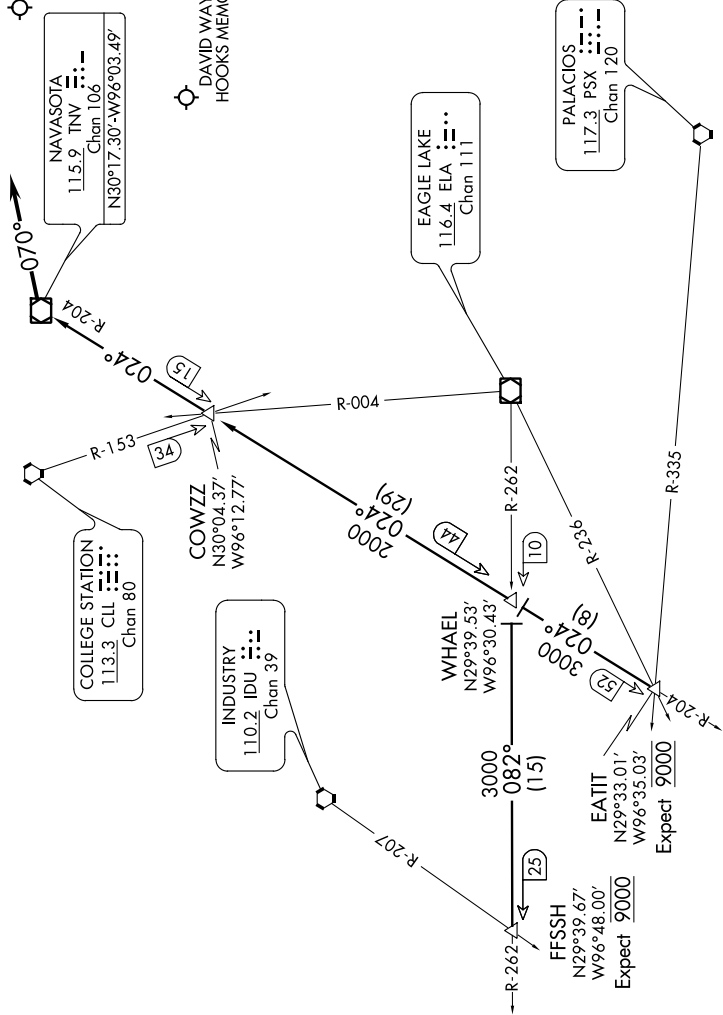 NAVASOTA
115.9 TNV
Chan 106
N30°17.30'-W96°03.49'
070°
DAVID WAY
HOOKS MEMO
R-204
024°
15
COLLEGE STATION
113.3 CLL
Chan 80
R-153
34
COWZZ
N30°04.37'
W96°12.77'
R-004
EAGLE LAKE
116.4 ELA
Chan 111
PALACIOS
117.3 PSX
Chan 120
2000
024°
(29)
44
R-262
10
R-236
R-335
INDUSTRY
110.2 IDU
Chan 39
R-207
WHAEL
N29°39.53'
W96°30.43'
3000
024°
(8)
52
R-204
3000
082°
(15)
25
R-262
FFSSH
N29°39.67'
W96°48.00'
Expect 9000
EATIT
N29°33.01'
W96°35.03'
Expect 9000